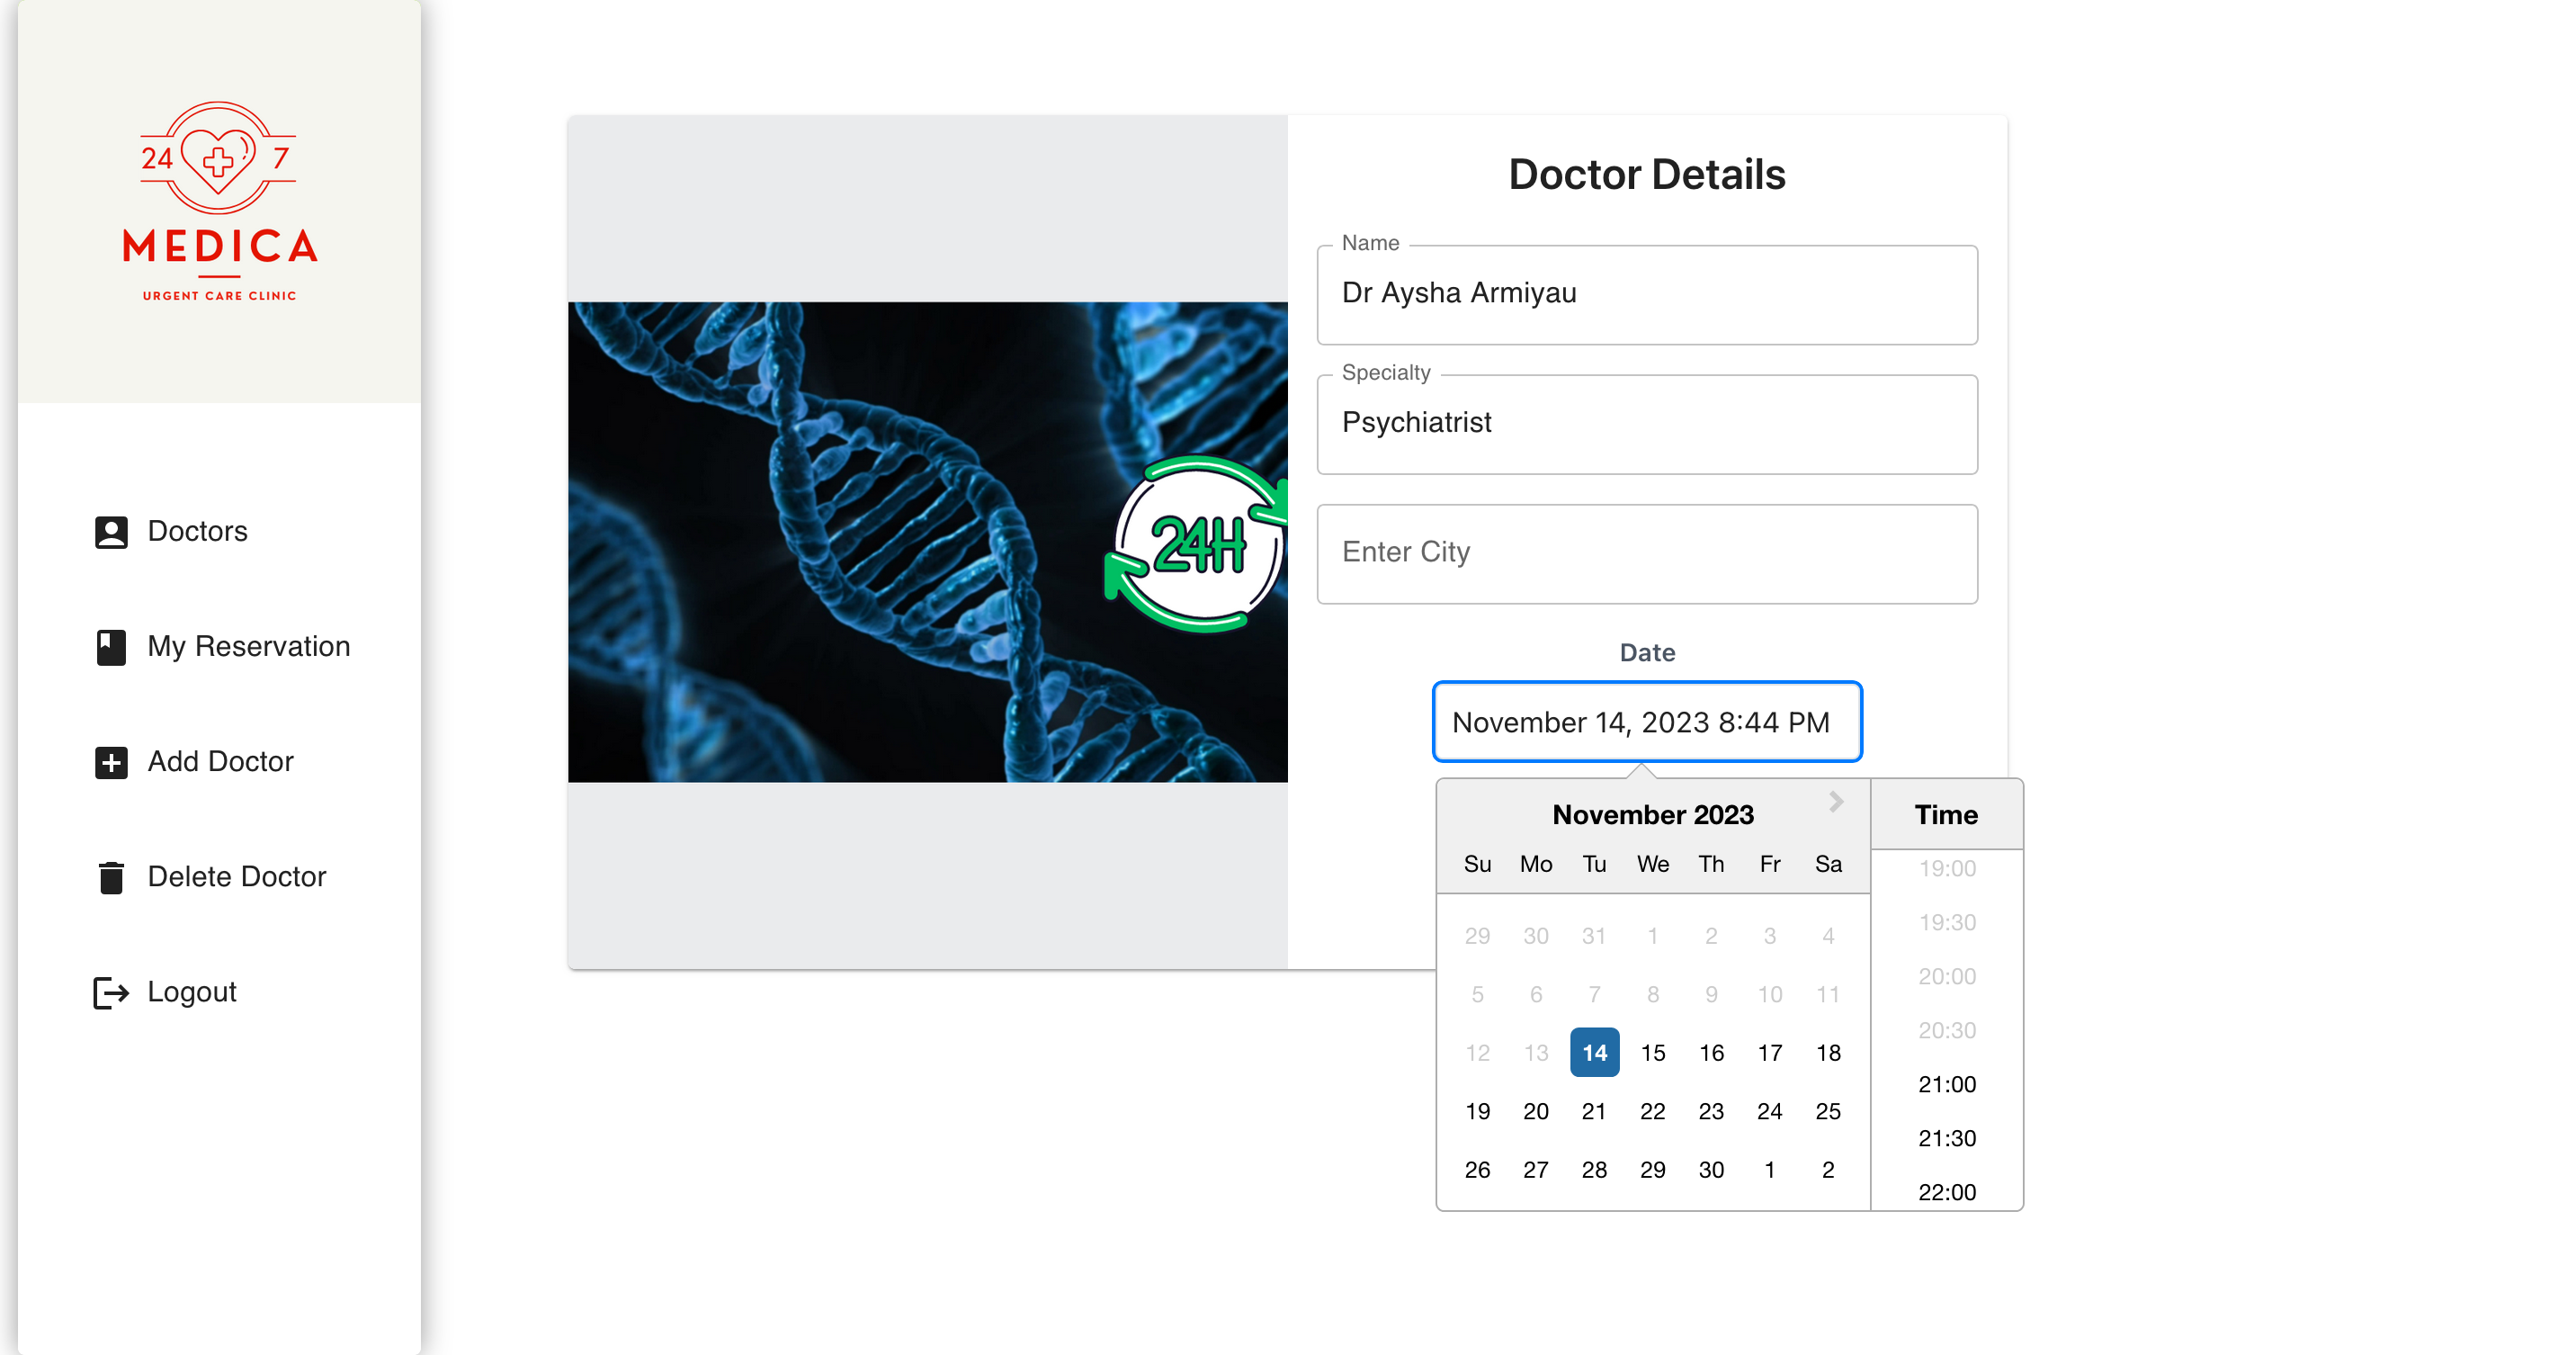 24 7
MEDICA
URGENT CARE CLINIC
Doctors
My Reservation
Add Doctor
Delete Doctor
Logout
24H
Doctor Details
Name
Dr Aysha Armiyau
Specialty
Psychiatrist
Enter City
Date
November 14, 2023 8:44 PM
November 2023
Su Mo Tu We Th Fr Sa
29 30 31 1 2 3 4
5 6 7 8 9 10 11
12 13 14 15 16 17 18
19 20 21 22 23 24 25
26 27 28 29 30 1 2
Time
19:00
19:30
20:00
20:30
21:00
21:30
22:00